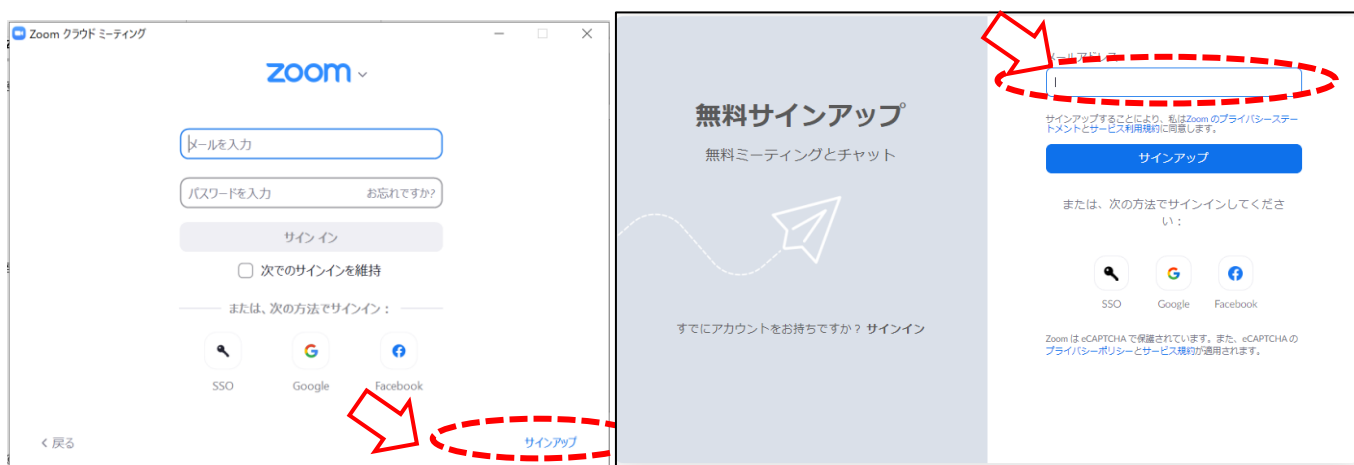 Zoom クラウド ミーティング
zoom
メールを入力
パスワードを入力 お忘れですか?
サイン イン
次でのサインインを維持
または、次の方法でサインイン：
SSO Google Facebook
< 戻る サインアップ
無料サインアップ
無料ミーティングとチャット
すでにアカウントをお持ちですか？ サインイン
メールアドレス
サインアップすることにより、私はZoom のプライバシーステー
トメントとサービス利用規約に同意します。
サインアップ
または、次の方法でサインインしてくださ
い：
SSO Google Facebook
Zoom は eCAPTCHA で保護されています。また、eCAPTCHA の
プライバシーポリシーとサービス規約が適用されます。